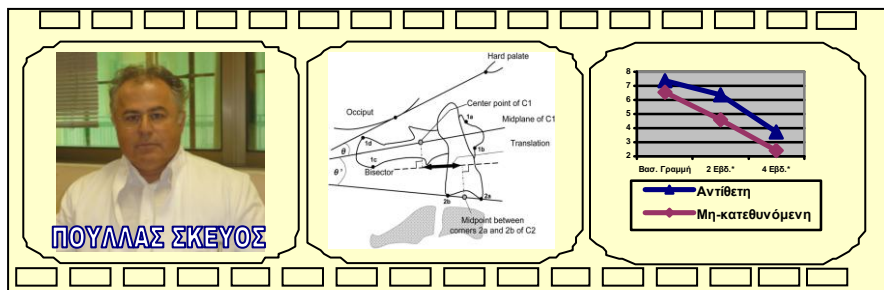 ΠΟΥΛΛΑΣ ΣΚΕΥΟΣ
Hard palate
Center point of C1
Occiput
1a
Midplane of C1
1d
Translation
θ
1b
1c
θ'
Bisector
2b
2a
Midpoint between
corners 2a and 2b of C2
8
7
6
5
4
3
2
Βασ. Γραμμή 2 Εβδ.* 4 Εβδ.*
Αντίθετη
Μη-κατεθυνόμενη